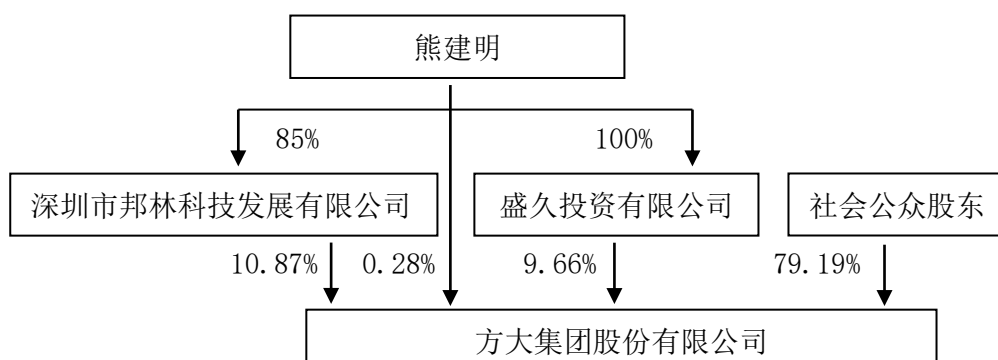 熊建明
85%
100%
深圳市邦林科技发展有限公司
盛久投资有限公司
社会公众股东
10.87%
0.28%
9.66%
79.19%
方大集团股份有限公司